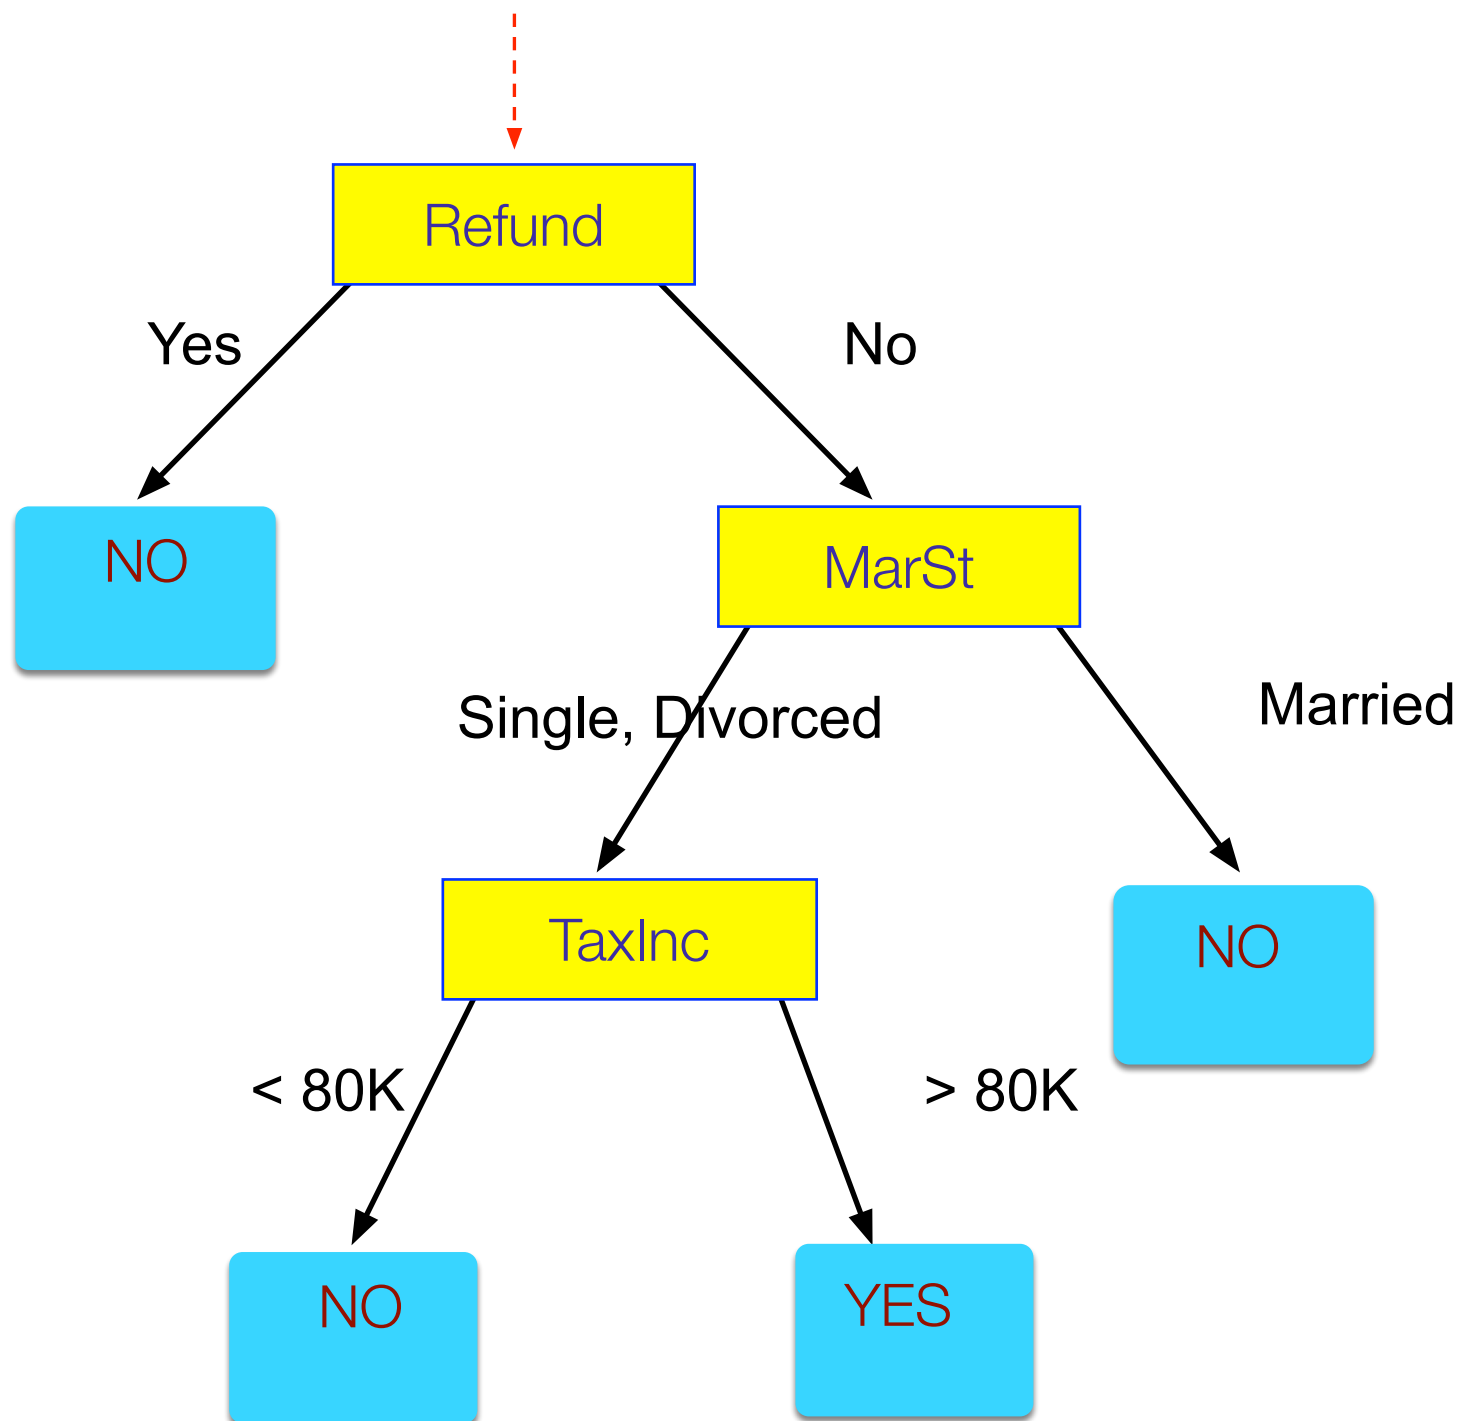 Refund
Yes
No
NO
MarSt
Single, Divorced
Married
TaxInc
NO
< 80K
> 80K
NO
YES